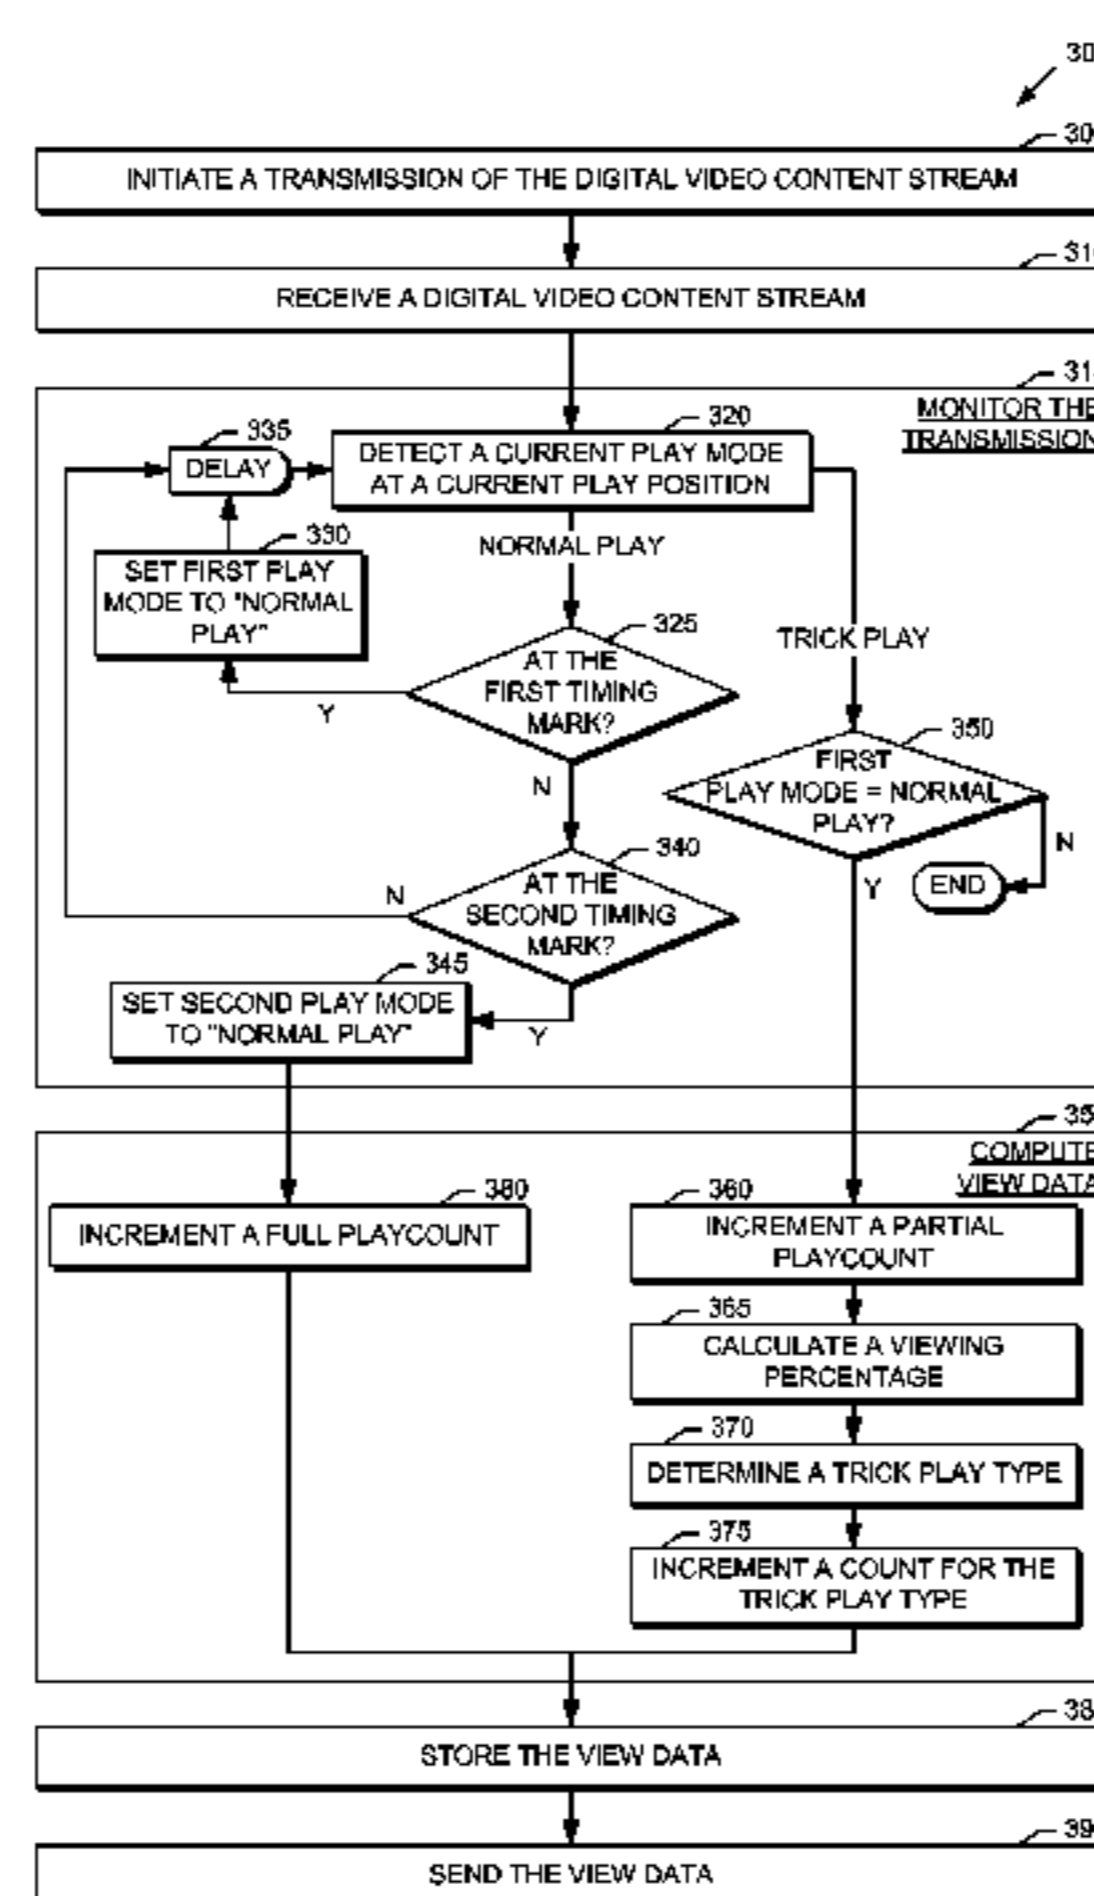 30
30
INITIATE A TRANSMISSION OF THE DIGITAL VIDEO CONTENT STREAM
31
RECEIVE A DIGITAL VIDEO CONTENT STREAM
31
MONITOR THE
TRANSMISSION
335
DELAY
320
DETECT A CURRENT PLAY MODE
AT A CURRENT PLAY POSITION
330
SET FIRST PLAY
MODE TO "NORMAL
PLAY"
NORMAL PLAY
TRICK PLAY
325
AT THE
FIRST TIMING
MARK?
Y
N
350
FIRST
PLAY MODE = NORMAL
PLAY?
N
Y
END
340
AT THE
SECOND TIMING
MARK?
N
Y
345
SET SECOND PLAY MODE
TO "NORMAL PLAY"
35
COMPUTE
VIEW DATA
380
INCREMENT A FULL PLAYCOUNT
360
INCREMENT A PARTIAL
PLAYCOUNT
365
CALCULATE A VIEWING
PERCENTAGE
370
DETERMINE A TRICK PLAY TYPE
375
INCREMENT A COUNT FOR THE
TRICK PLAY TYPE
38
STORE THE VIEW DATA
39
SEND THE VIEW DATA